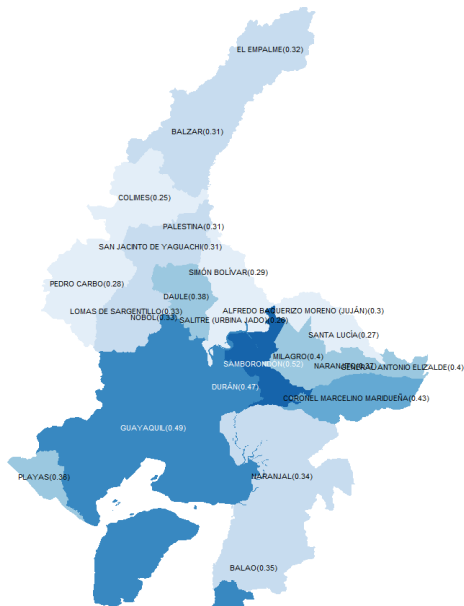 EL EMPALME(0.32)
BALZAR(0.31)
COLIMES(0.25)
PALESTINA(0.31)
SAN JACINTO DE YAGUACHI(0.31)
SIMÓN BOLÍVAR(0.29)
PEDRO CARBO(0.28)
DAULE(0.38)
LOMAS DE SARGENTILLO(0.33)
ALFREDO BAQUERIZO MORENO (JUJÁN)(0.3)
NOBOL(0.33)
SALITRE (URBINA JADO)
SANTA LUCÍA(0.27)
MILAGRO(0.4)
SAMBORONDÓN(0.52)
NARANJITO
GENERAL ANTONIO ELIZALDE(0.4)
DURÁN(0.47)
CORONEL MARCELINO MARIDUEÑA(0.43)
GUAYAQUIL(0.49)
PLAYAS(0.36)
NARANJAL(0.34)
BALAO(0.35)